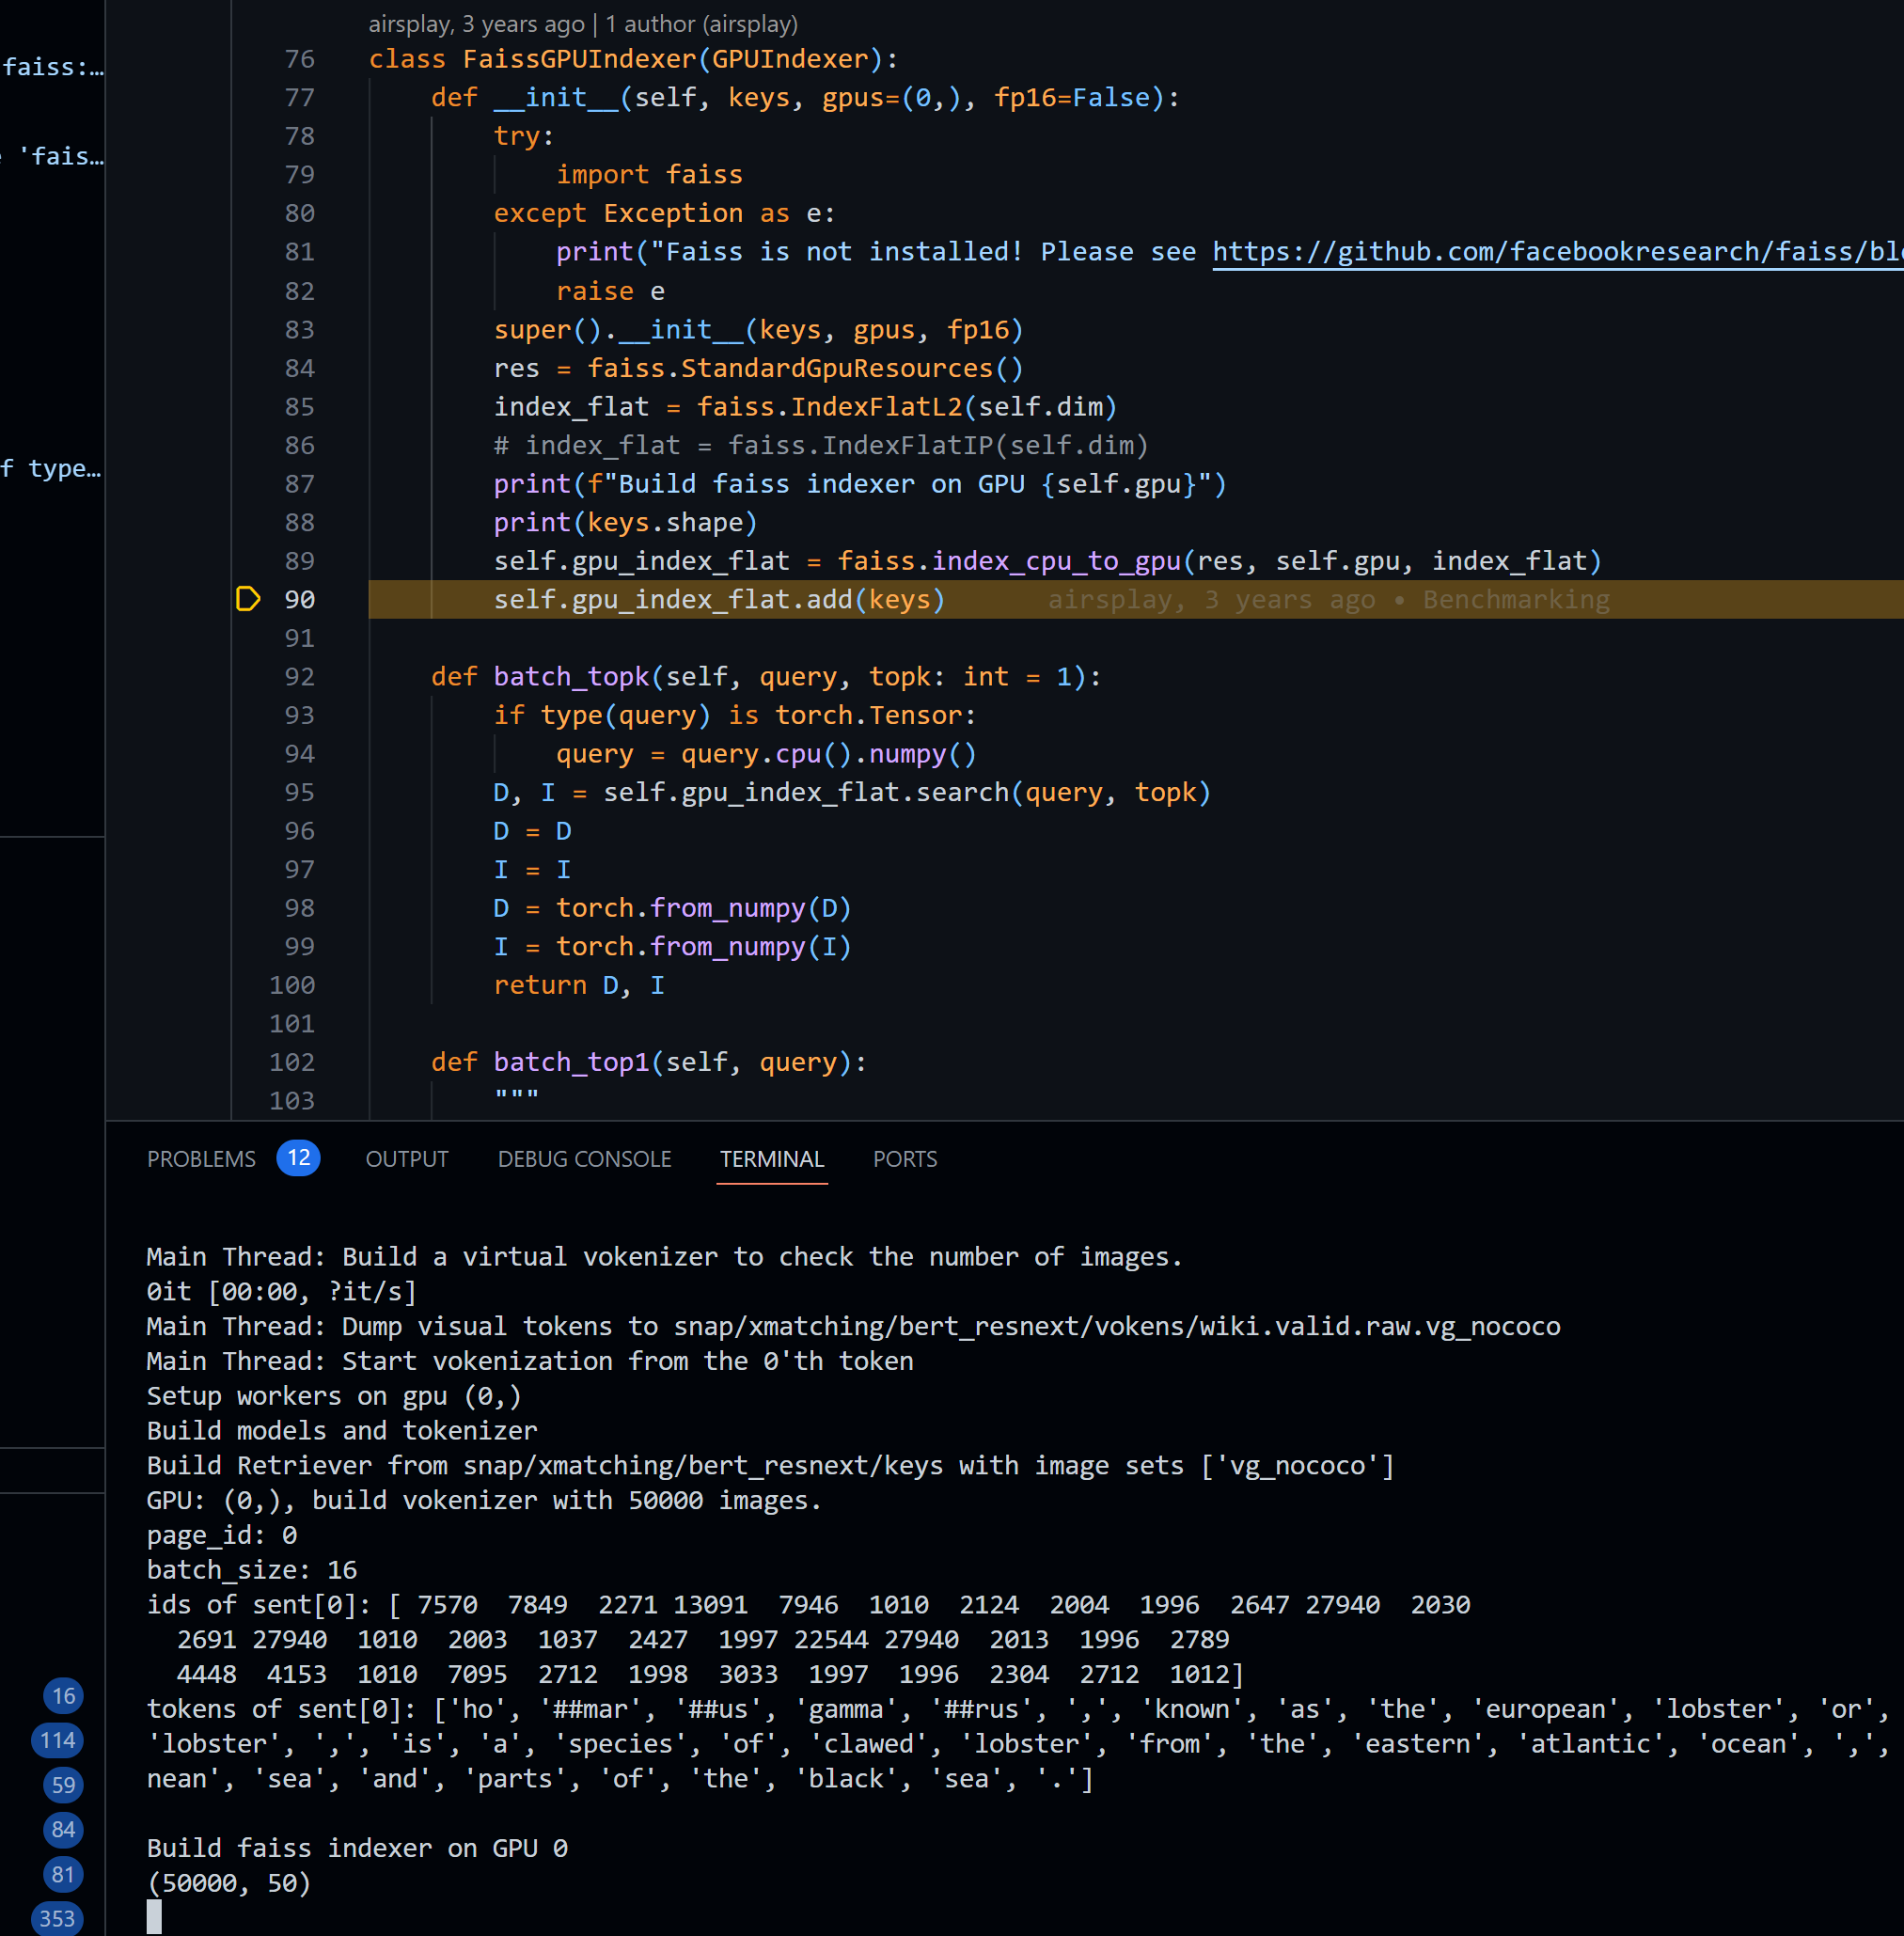 airsplay, 3 years ago | 1 author (airsplay)
faiss:…
'fais…
f type…
76 class FaissGPUIndexer(GPUIndexer):
77 def __init__(self, keys, gpus=(0,), fp16=False):
78 try:
79 import faiss
80 except Exception as e:
81 print("Faiss is not installed! Please see https://github.com/facebookresearch/faiss/bl
82 raise e
83 super().__init__(keys, gpus, fp16)
84 res = faiss.StandardGpuResources()
85 index_flat = faiss.IndexFlatL2(self.dim)
86 # index_flat = faiss.IndexFlatIP(self.dim)
87 print(f"Build faiss indexer on GPU {self.gpu}")
88 print(keys.shape)
89 self.gpu_index_flat = faiss.index_cpu_to_gpu(res, self.gpu, index_flat)
90 self.gpu_index_flat.add(keys) airsplay, 3 years ago • Benchmarking
91
92 def batch_topk(self, query, topk: int = 1):
93 if type(query) is torch.Tensor:
94 query = query.cpu().numpy()
95 D, I = self.gpu_index_flat.search(query, topk)
96 D = D
97 I = I
98 D = torch.from_numpy(D)
99 I = torch.from_numpy(I)
100 return D, I
101
102 def batch_top1(self, query):
103 """
PROBLEMS 12 OUTPUT DEBUG CONSOLE TERMINAL PORTS
Main Thread: Build a virtual vokenizer to check the number of images.
0it [00:00, ?it/s]
Main Thread: Dump visual tokens to snap/xmatching/bert_resnext/vokens/wiki.valid.raw.vg_nococo
Main Thread: Start vokenization from the 0'th token
Setup workers on gpu (0,)
Build models and tokenizer
Build Retriever from snap/xmatching/bert_resnext/keys with image sets ['vg_nococo']
GPU: (0,), build vokenizer with 50000 images.
page_id: 0
batch_size: 16
ids of sent[0]: [ 7570 7849 2271 13091 7946 1010 2124 2004 1996 2647 27940 2030
2691 27940 1010 2003 1037 2427 1997 22544 27940 2013 1996 2789
4448 4153 1010 7095 2712 1998 3033 1997 1996 2304 2712 1012]
tokens of sent[0]: ['ho', '##mar', '##us', 'gamma', '##rus', ',', 'known', 'as', 'the', 'european', 'lobster', 'or',
'lobster', ',', 'is', 'a', 'species', 'of', 'clawed', 'lobster', 'from', 'the', 'eastern', 'atlantic', 'ocean', ',',
nean', 'sea', 'and', 'parts', 'of', 'the', 'black', 'sea', '.']
Build faiss indexer on GPU 0
(50000, 50)
16
114
59
84
81
353